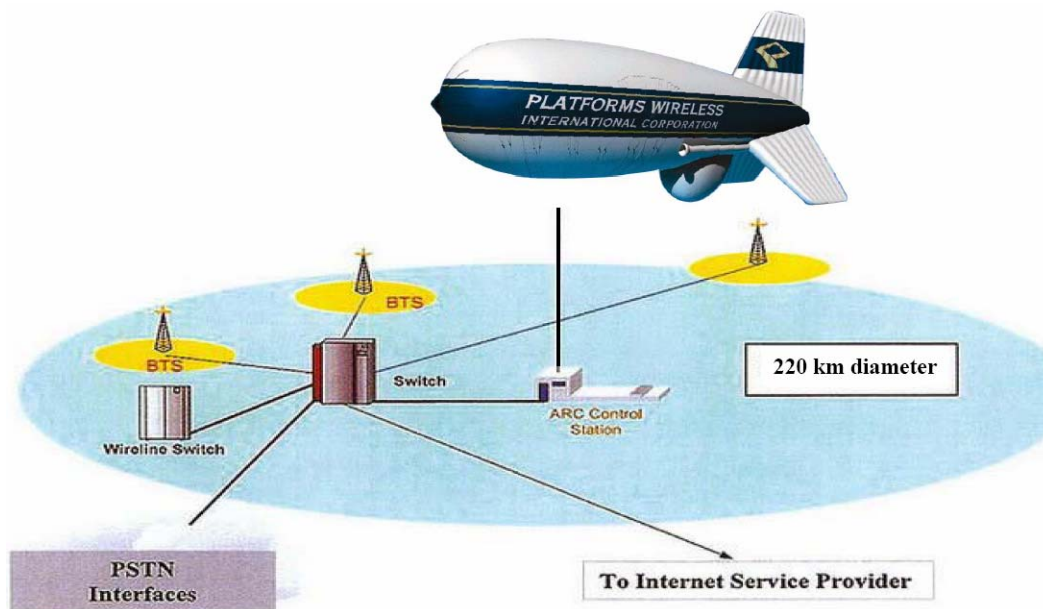 PLATFORMS WIRELESS
INTERNATIONAL CORPORATION
BTS
BTS
220 km diameter
Switch
ARC Control
Station
Wireline Switch
PSTN
Interfaces
To Internet Service Provider